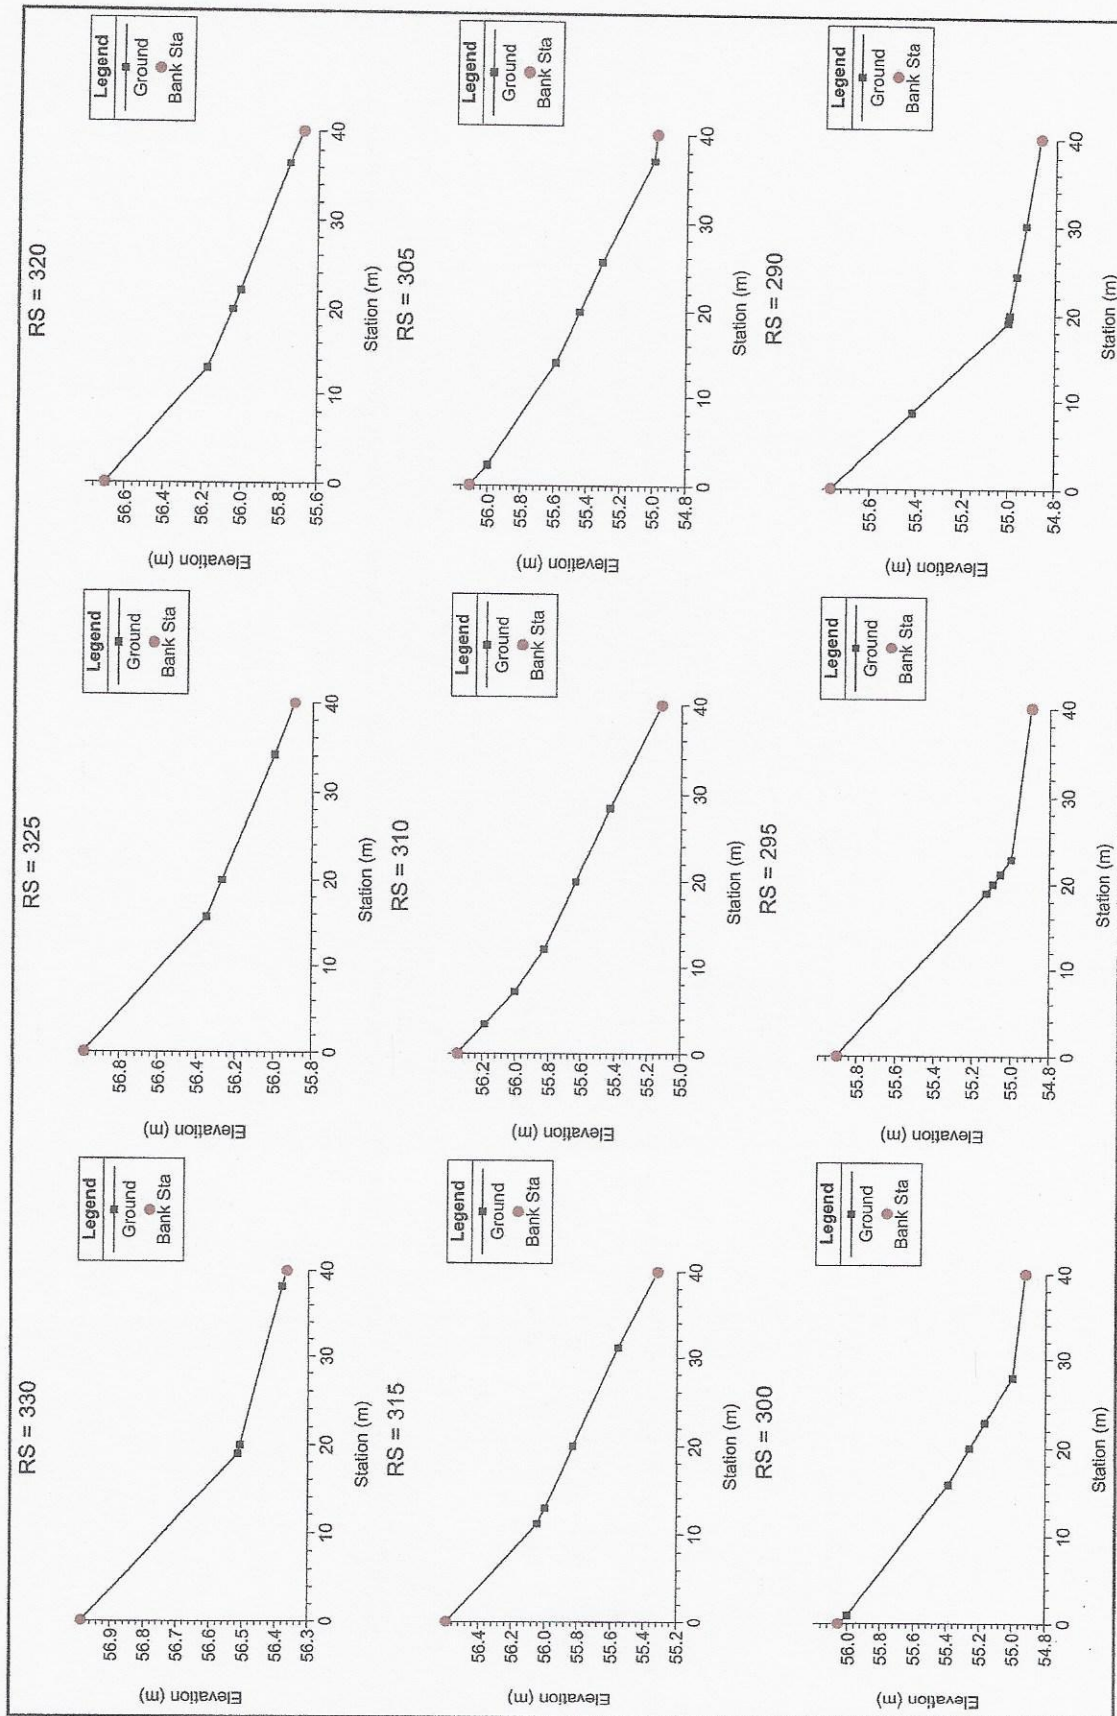 RS = 330
Legend
Ground
Bank Sta
Elevation (m)
56.9
56.8
56.7
56.6
56.5
56.4
56.3
0 10 20 30 40
Station (m)
RS = 325
Legend
Ground
Bank Sta
Elevation (m)
56.8
56.6
56.4
56.2
56.0
55.8
0 10 20 30 40
Station (m)
RS = 320
Legend
Ground
Bank Sta
Elevation (m)
56.6
56.4
56.2
56.0
55.8
55.6
0 10 20 30 40
Station (m)
RS = 315
Legend
Ground
Bank Sta
Elevation (m)
56.4
56.2
56.0
55.8
55.6
55.4
55.2
0 10 20 30 40
Station (m)
RS = 310
Legend
Ground
Bank Sta
Elevation (m)
56.2
56.0
55.8
55.6
55.4
55.2
55.0
0 10 20 30 40
Station (m)
RS = 305
Legend
Ground
Bank Sta
Elevation (m)
56.0
55.8
55.6
55.4
55.2
55.0
54.8
0 10 20 30 40
Station (m)
RS = 300
Legend
Ground
Bank Sta
Elevation (m)
56.0
55.8
55.6
55.4
55.2
55.0
54.8
0 10 20 30 40
Station (m)
RS = 295
Legend
Ground
Bank Sta
Elevation (m)
55.8
55.6
55.4
55.2
55.0
54.8
0 10 20 30 40
Station (m)
RS = 290
Legend
Ground
Bank Sta
Elevation (m)
55.6
55.4
55.2
55.0
54.8
0 10 20 30 40
Station (m)